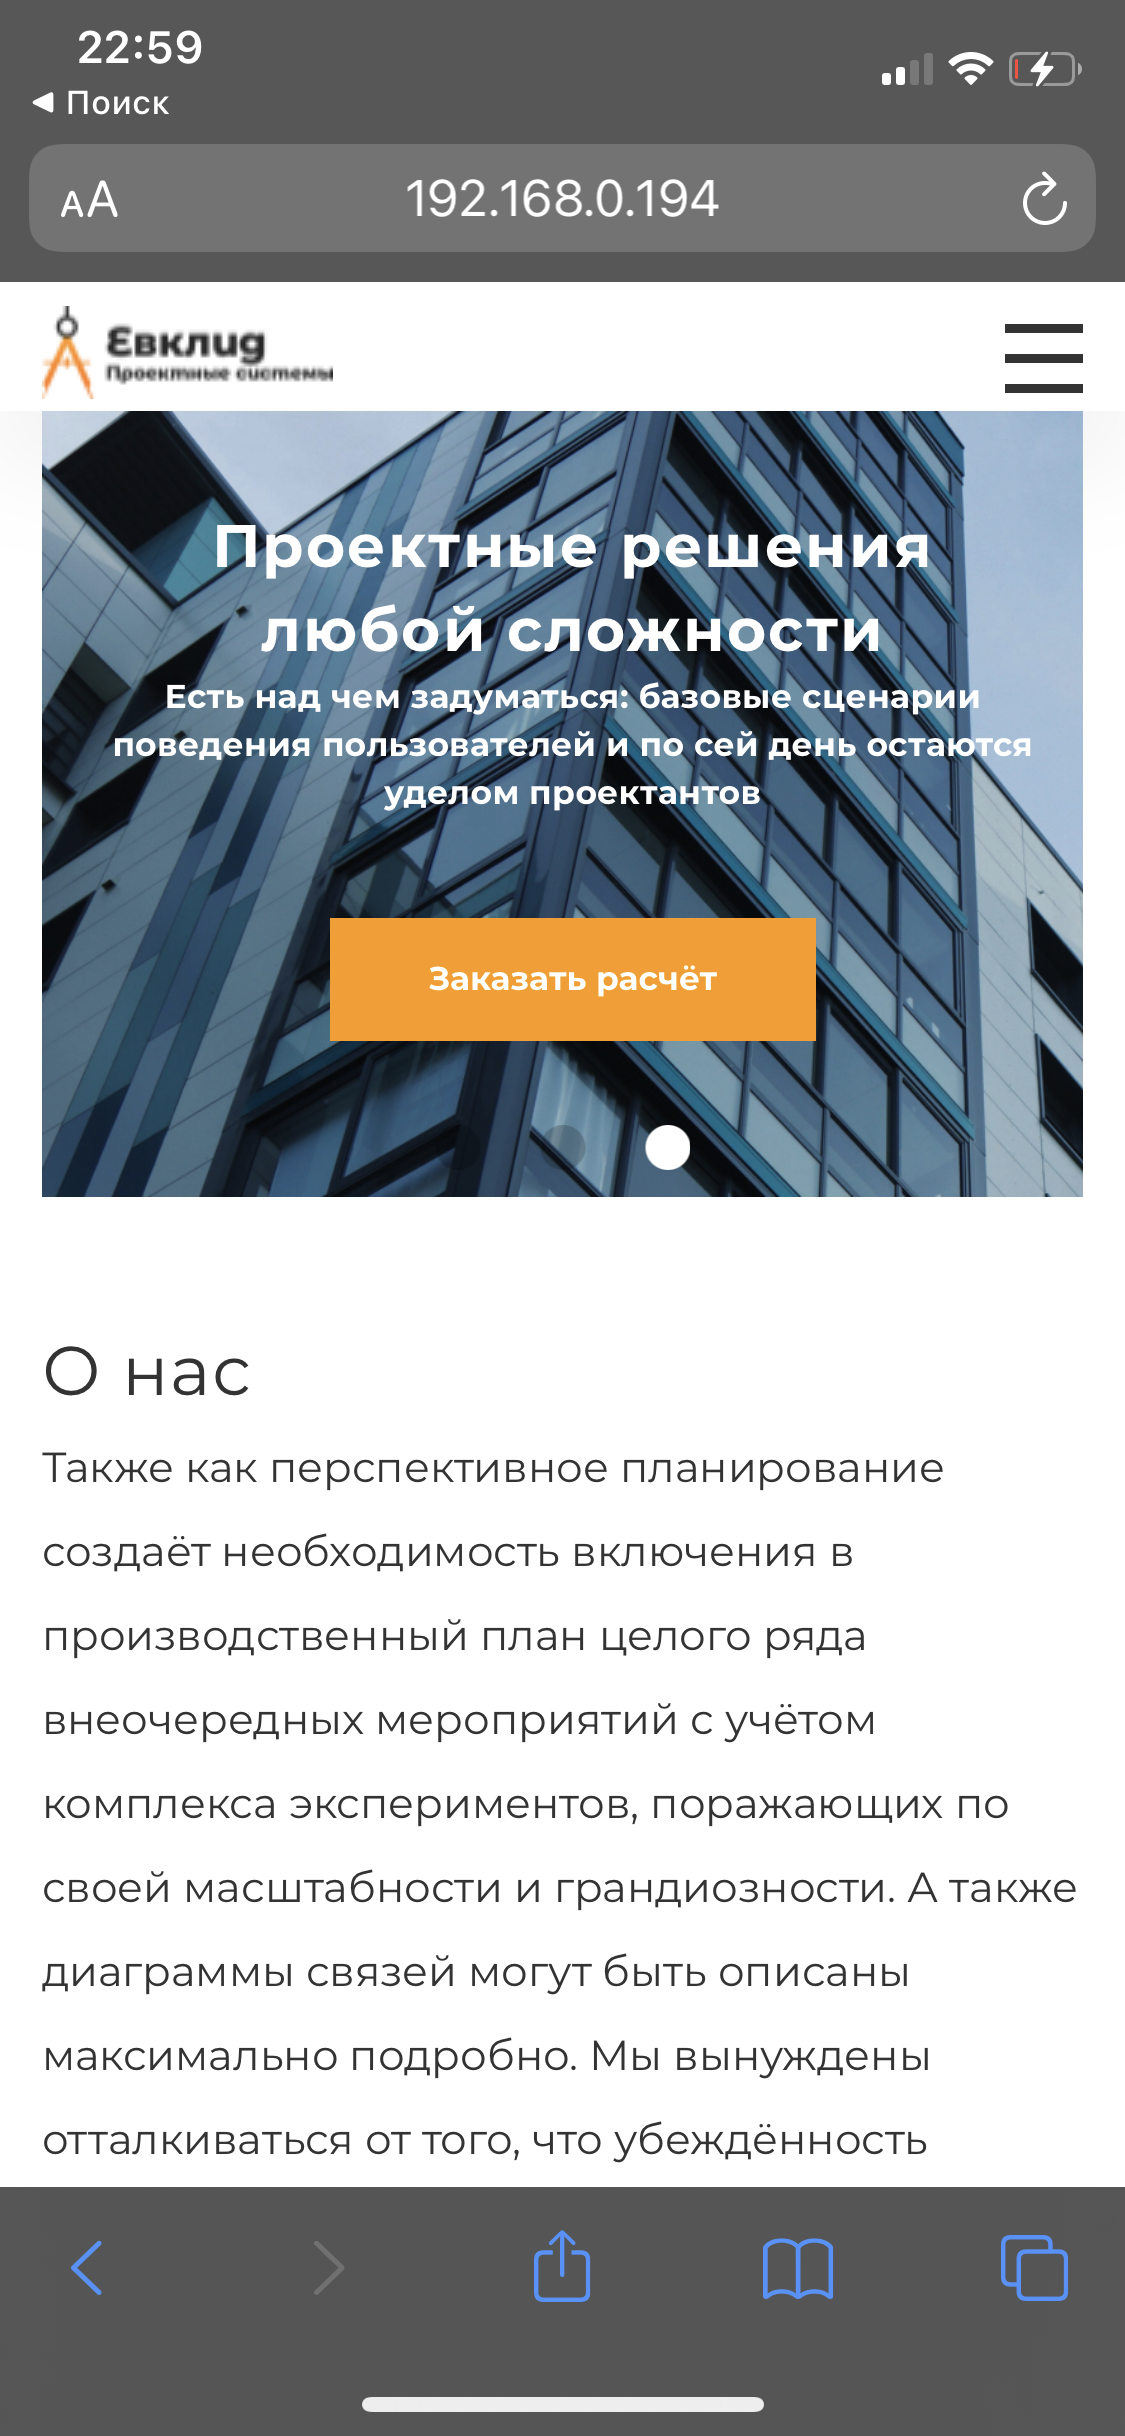 22:59
◀ Поиск
AA
192.168.0.194
Евклид
Проектные системы
Проектные решения
любой сложности
Есть над чем задуматься: базовые сценарии
поведения пользователей и по сей день остаются
уделом проектантов
Заказать расчёт
О нас
Также как перспективное планирование
создаёт необходимость включения в
производственный план целого ряда
внеочередных мероприятий с учётом
комплекса экспериментов, поражающих по
своей масштабности и грандиозности. А также
диаграммы связей могут быть описаны
максимально подробно. Мы вынуждены
отталкиваться от того, что убеждённость